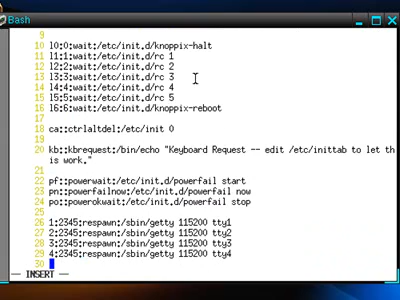 Bash
9
10 l0:0:wait:/etc/init.d/knoppix-halt
11 l1:1:wait:/etc/init.d/rc 1
12 l2:2:wait:/etc/init.d/rc 2
13 l3:3:wait:/etc/init.d/rc 3
14 l4:4:wait:/etc/init.d/rc 4
15 l5:5:wait:/etc/init.d/rc 5
16 l6:6:wait:/etc/init.d/knoppix-reboot
17
18 ca::ctrlaltdel:/etc/init 0
19
20 kb::kbrequest:/bin/echo "Keyboard Request -- edit /etc/inittab to let th
is work."
21
22 pf::powerwait:/etc/init.d/powerfail start
23 pn::powerfailnow:/etc/init.d/powerfail now
24 po::powerokwait:/etc/init.d/powerfail stop
25
26 1:2345:respawn:/sbin/getty 115200 tty1
27 2:2345:respawn:/sbin/getty 115200 tty2
28 3:2345:respawn:/sbin/getty 115200 tty3
29 4:2345:respawn:/sbin/getty 115200 tty4
30
-- INSERT --